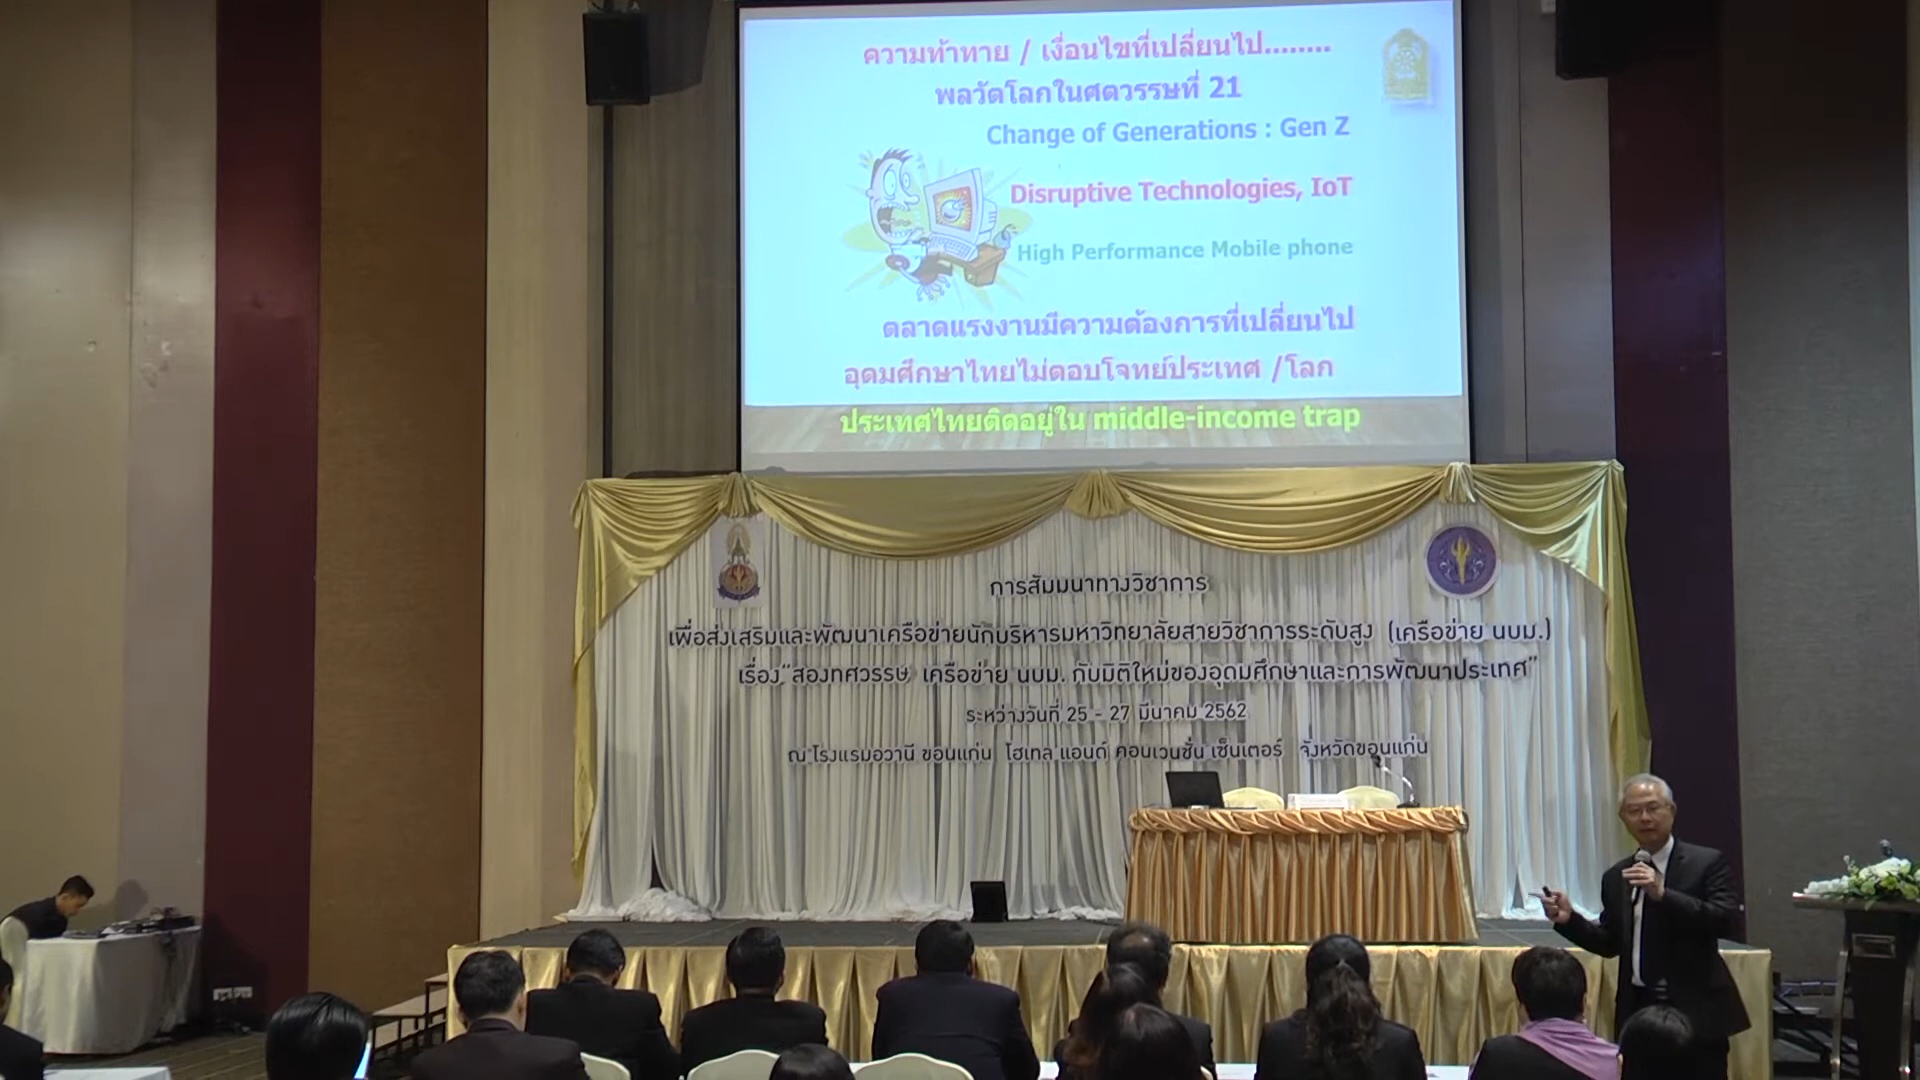 ความท้าทาย / เงื่อนไขที่เปลี่ยนไป........
พลวัตโลกในศตวรรษที่ 21
Change of Generations : Gen Z
Disruptive Technologies, IoT
High Performance Mobile phone
ตลาดแรงงานมีความต้องการที่เปลี่ยนไป
อุดมศึกษาไทยไม่ตอบโจทย์ประเทศ /โลก
ประเทศไทยติดอยู่ใน middle-income trap
การสัมมนาทางวิชาการ
เพื่อส่งเสริมและพัฒนาเครือข่ายนักบริหารมหาวิทยาลัยสายวิชาการระดับสูง (เครือข่าย นบม.)
เรื่อง“สองทศวรรษ เครือข่าย นบม. กับมิติใหม่ของอุดมศึกษาและการพัฒนาประเทศ”
ระหว่างวันที่ 25 - 27 มีนาคม 2562
ณ โรงแรมอวานี ขอนแก่น โฮเทล แอนด์ คอนเวนชั่น เซ็นเตอร์ จังหวัดขอนแก่น